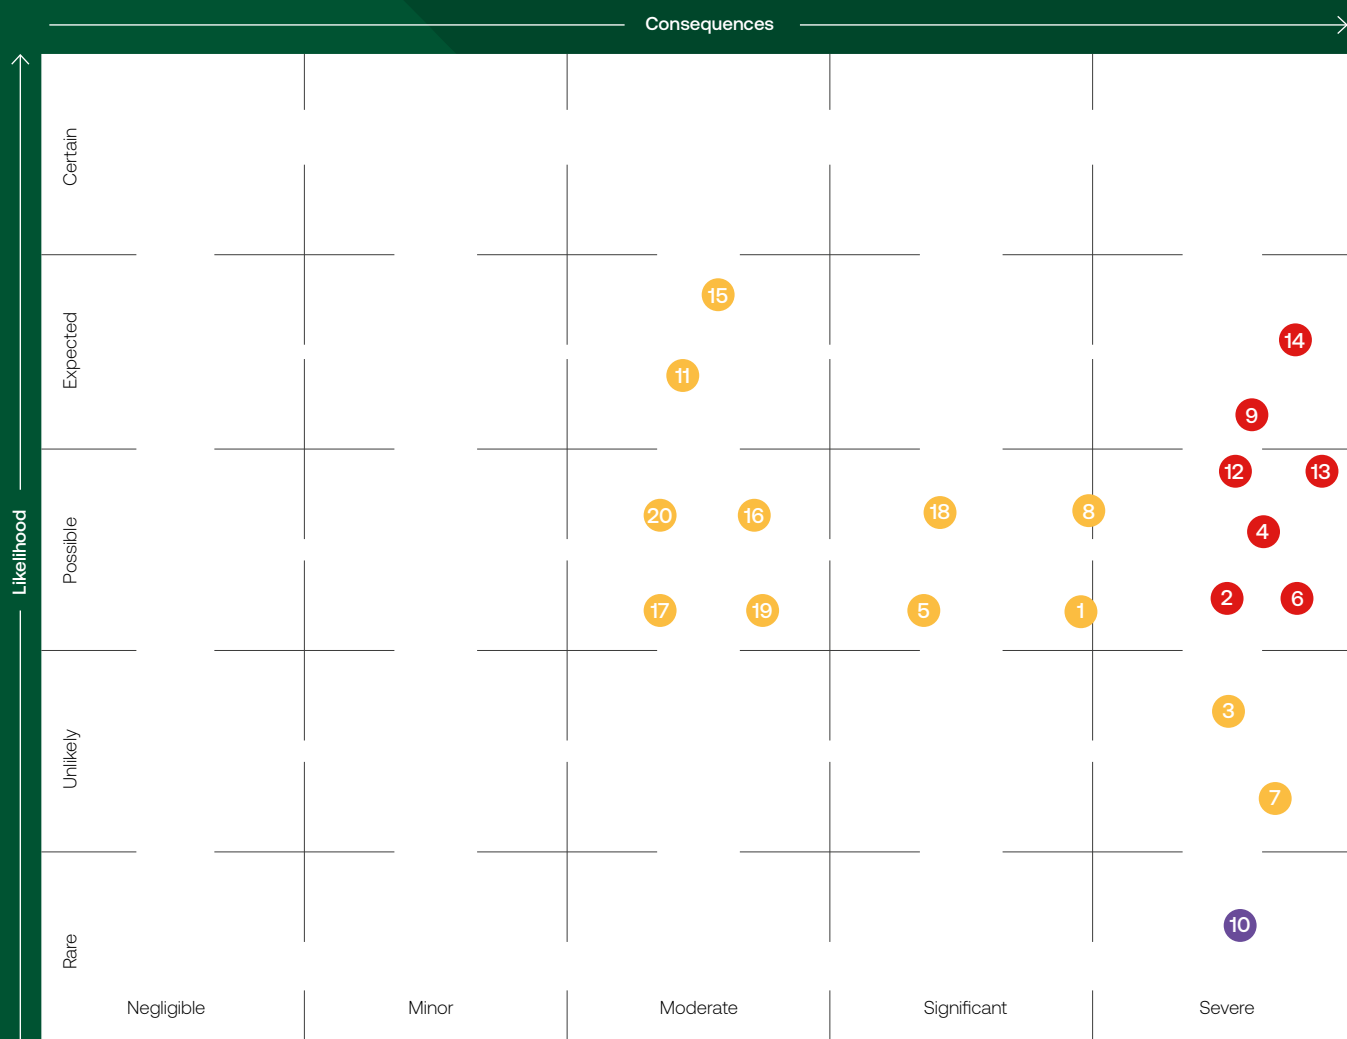 Consequences
Likelihood
Certain
Expected
15
14
11
9
Possible
12
13
20
16
18
8
4
17
19
5
1
2
6
Unlikely
3
7
Rare
10
Negligible
Minor
Moderate
Significant
Severe